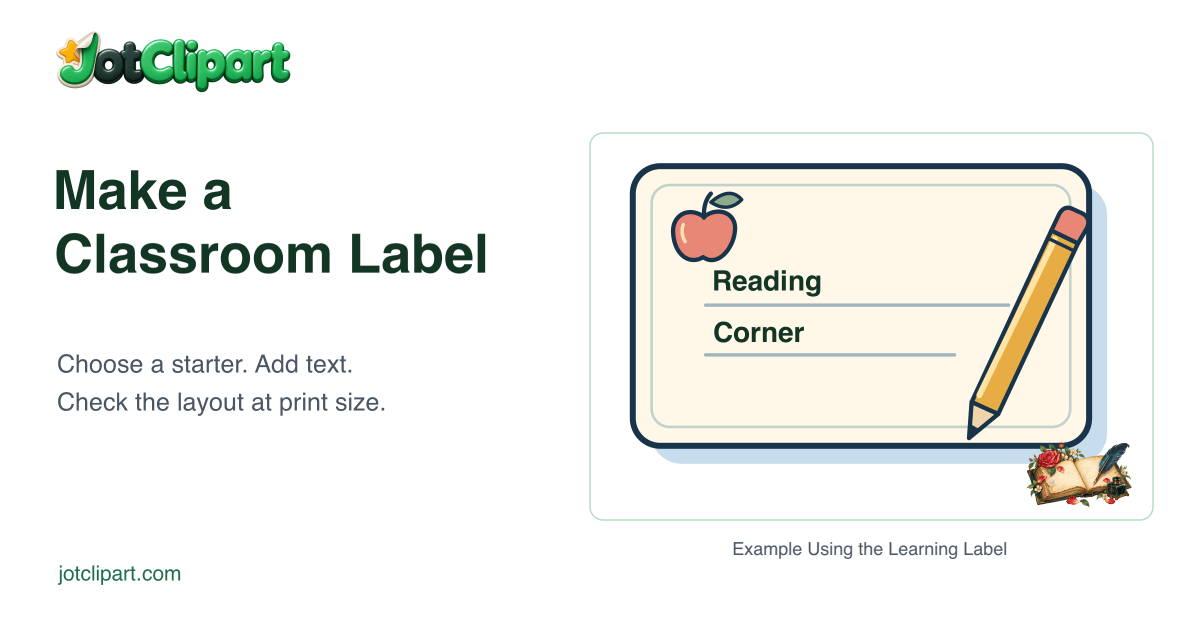 JotClipart
Make a
Classroom Label
Choose a starter. Add text.
Check the layout at print size.
jotclipart.com
Reading
Corner
Example Using the Learning Label